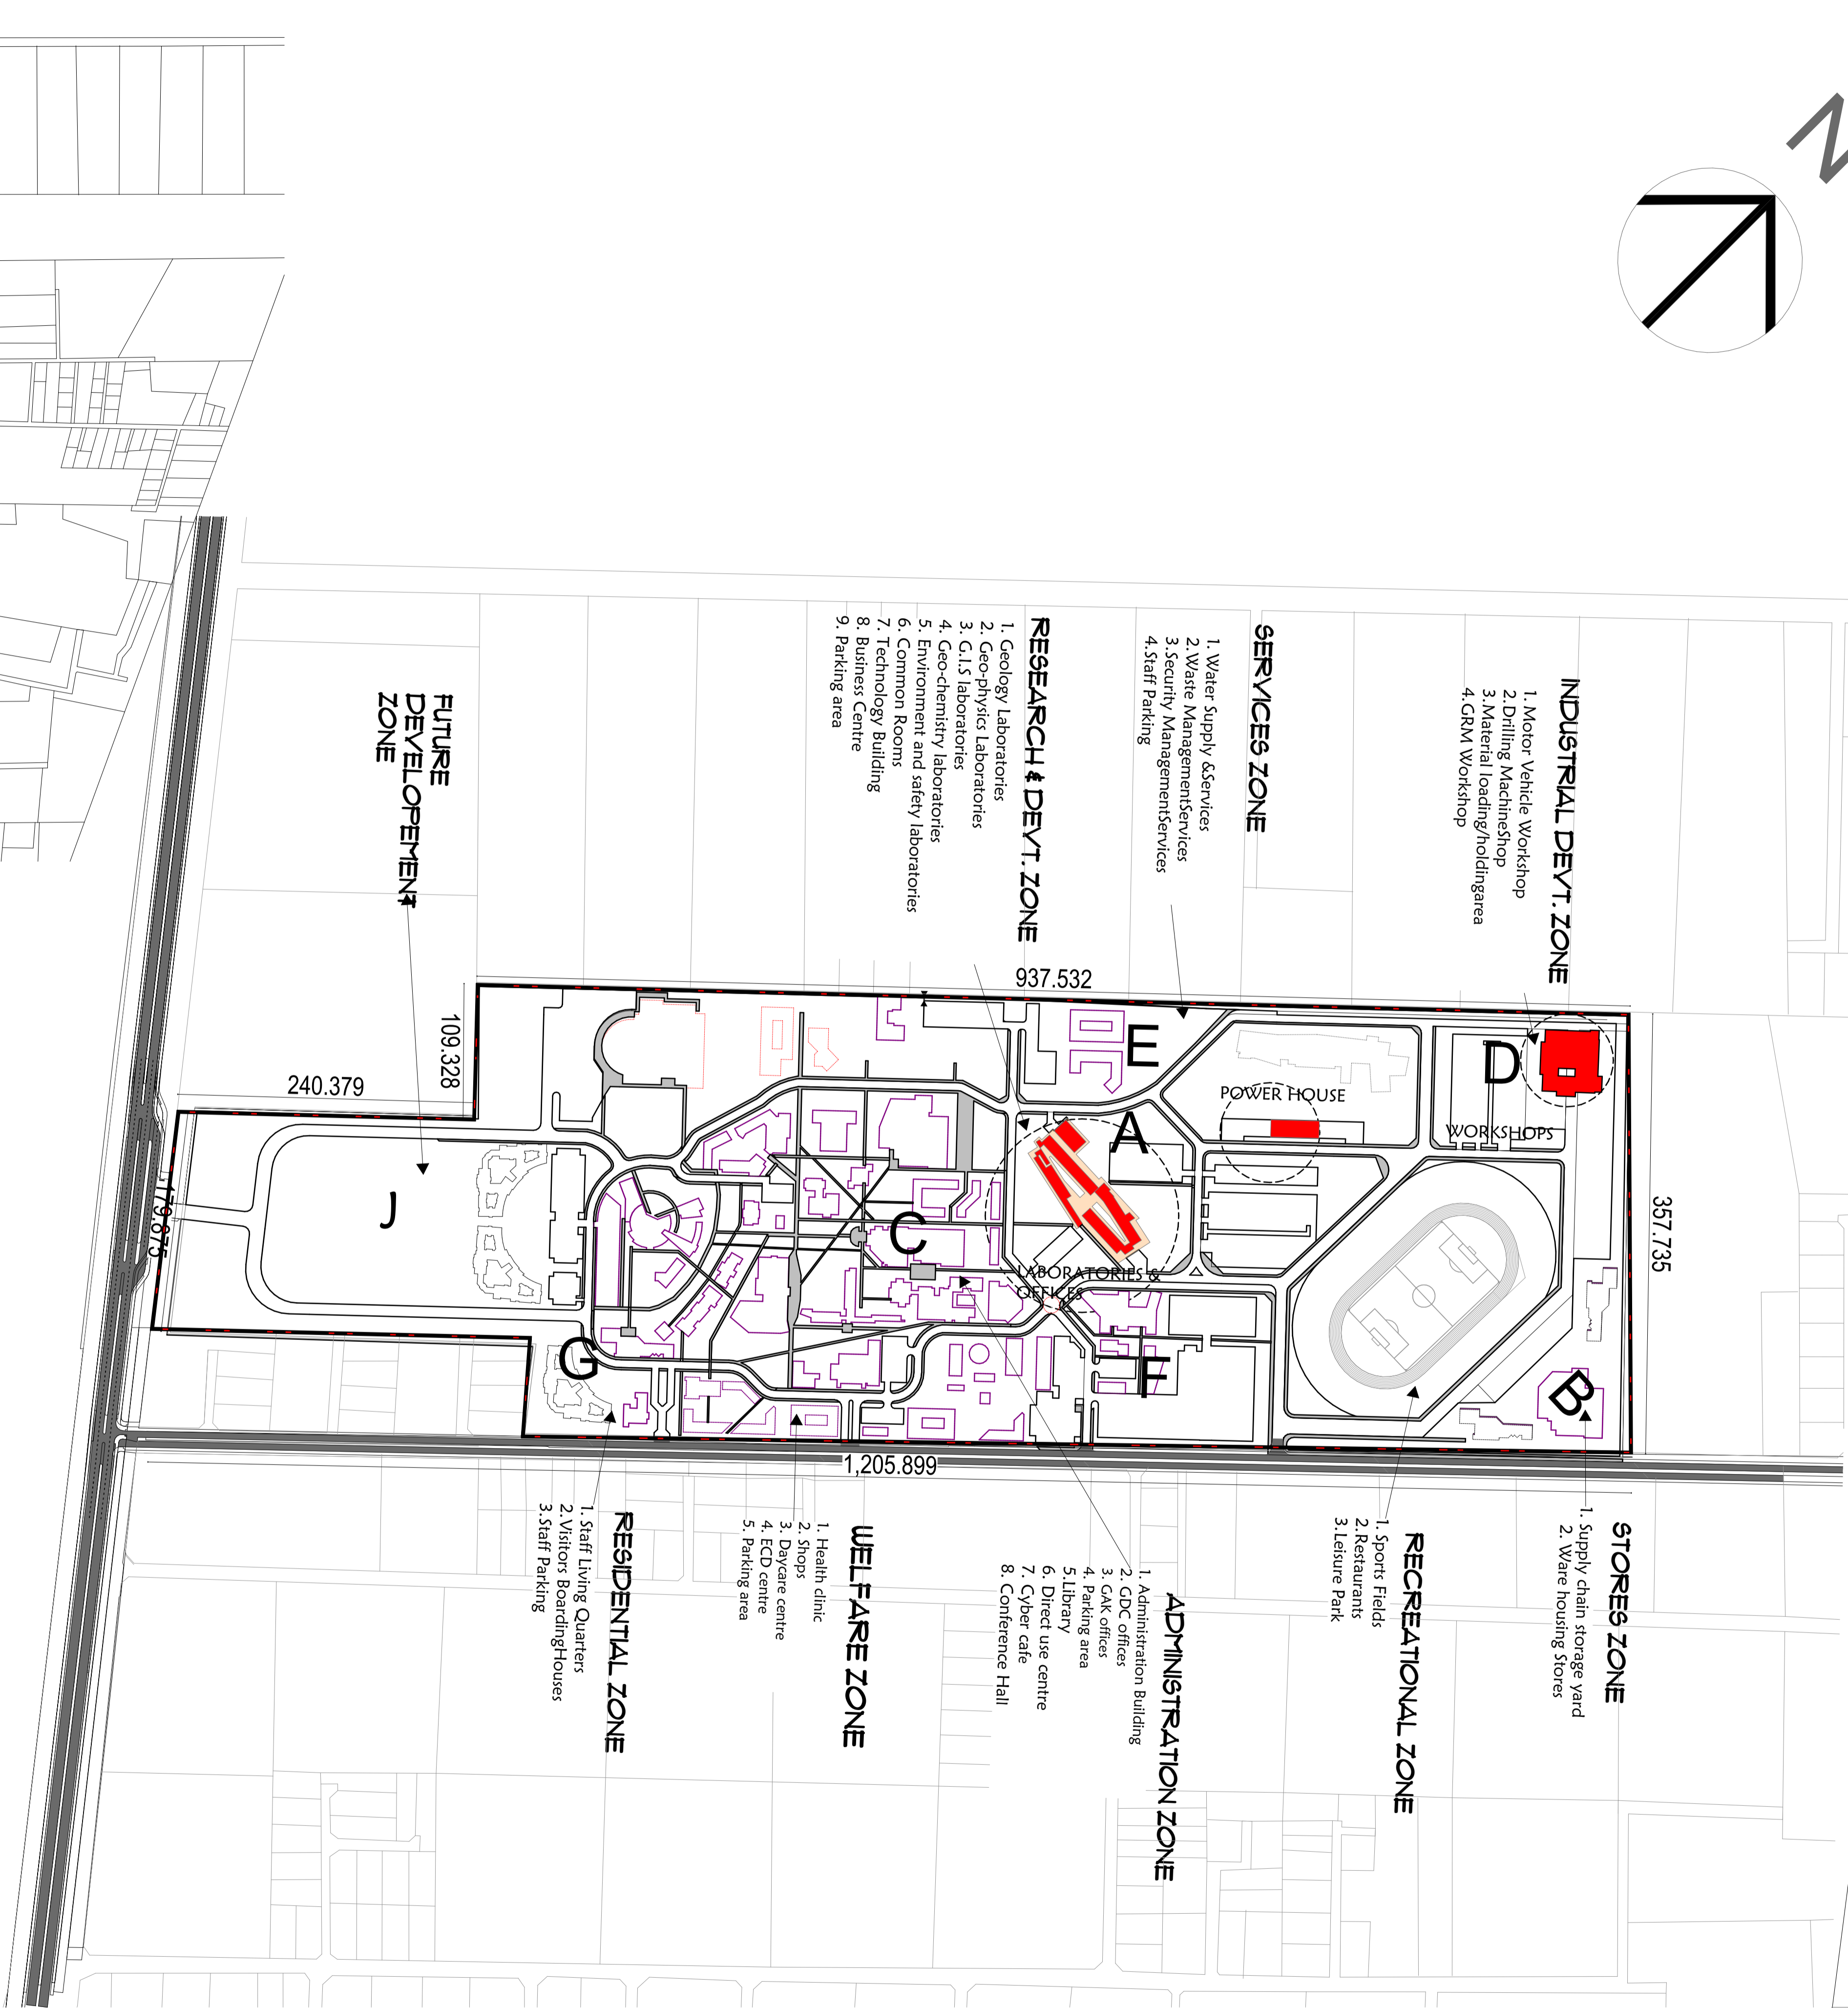 N
FUTURE
DEVELOPEMENT
ZONE
RESEARCH & DEVT. ZONE
1. Geology Laboratories
2. Geo-physics Laboratories
3. G.I.S laboratories
4. Geo-chemistry laboratories
5. Environment and safety laboratories
6. Common Rooms
7. Technology Building
8. Business Centre
9. Parking area
SERVICES ZONE
1. Water Supply &Services
2.Waste ManagementServices
3.Security ManagementServices
4.Staff Parking
INDUSTRIAL DEVT. ZONE
1. Motor Vehicle Workshop
2.Drilling MachineShop
3.Material loading/holdingarea
4.GRM Workshop
937.532
109.328
240.379
179.875
357.735
1,205.899
E
D
POWER HOUSE
A
WORKSHOPS
J
C
LABORATORIES &
OFFICES
G
F
B
RESIDENTIAL ZONE
1. Staff Living Quarters
2.Visitors BoardingHouses
3.Staff Parking
WELFARE ZONE
1. Health clinic
2. Shops
3. Daycare centre
4. ECD centre
5. Parking area
ADMINISTRATION ZONE
1. Administration Building
2. GDC offices
3. GAK offices
4. Parking area
5.Library
6. Direct use centre
7. Cyber cafe
8. Conference Hall
RECREATIONAL ZONE
1. Sports Fields
2.Restaurants
3.Leisure Park
STORES ZONE
1. Supply chain storage yard
2. Ware housing Stores